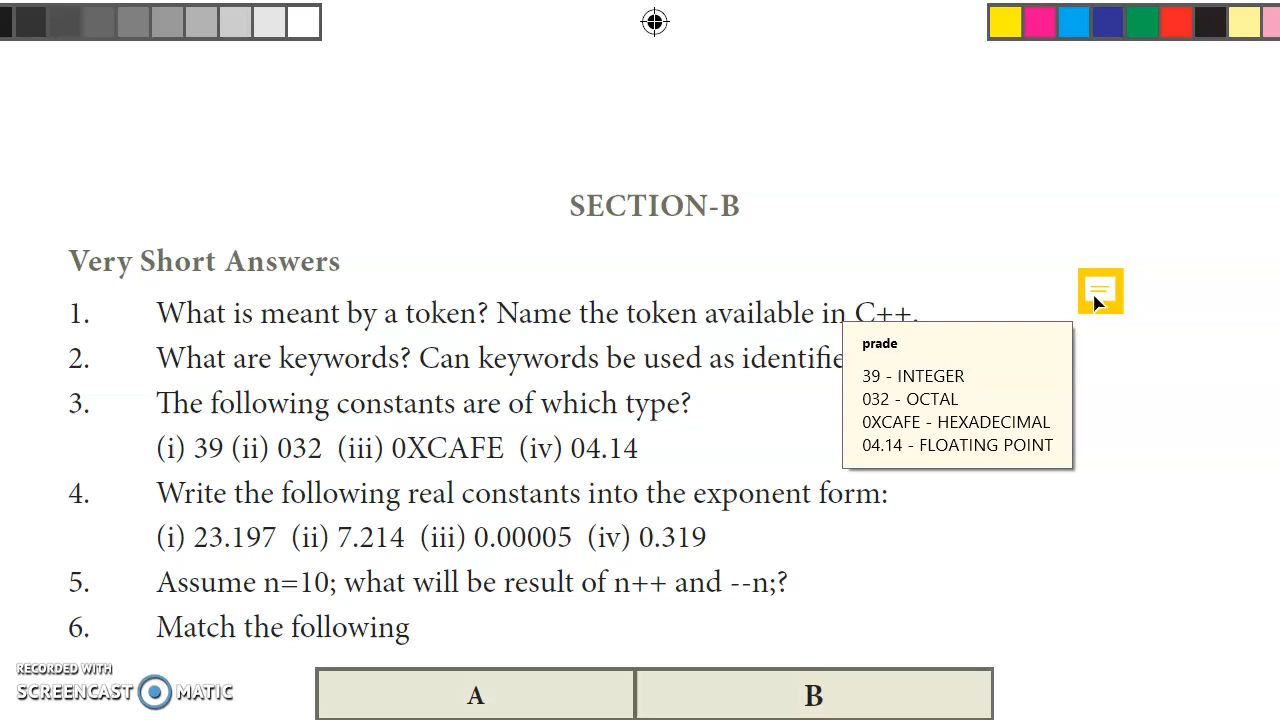 SECTION-B
Very Short Answers
1. What is meant by a token? Name the token available in C++.
2. What are keywords? Can keywords be used as
3. The following constants are of which type?
(i) 39 (ii) 032 (iii) 0XCAFE (iv) 04.14
4. Write the following real constants into the exponent form:
(i) 23.197 (ii) 7.214 (iii) 0.00005 (iv) 0.319
5. Assume n=10; what will be result of n++ and --n;?
6. Match the following
A B
prade
39 - INTEGER
032 - OCTAL
0XCAFE - HEXADECIMAL
04.14 - FLOATING POINT
RECORDED WITH
SCREENCAST MATIC